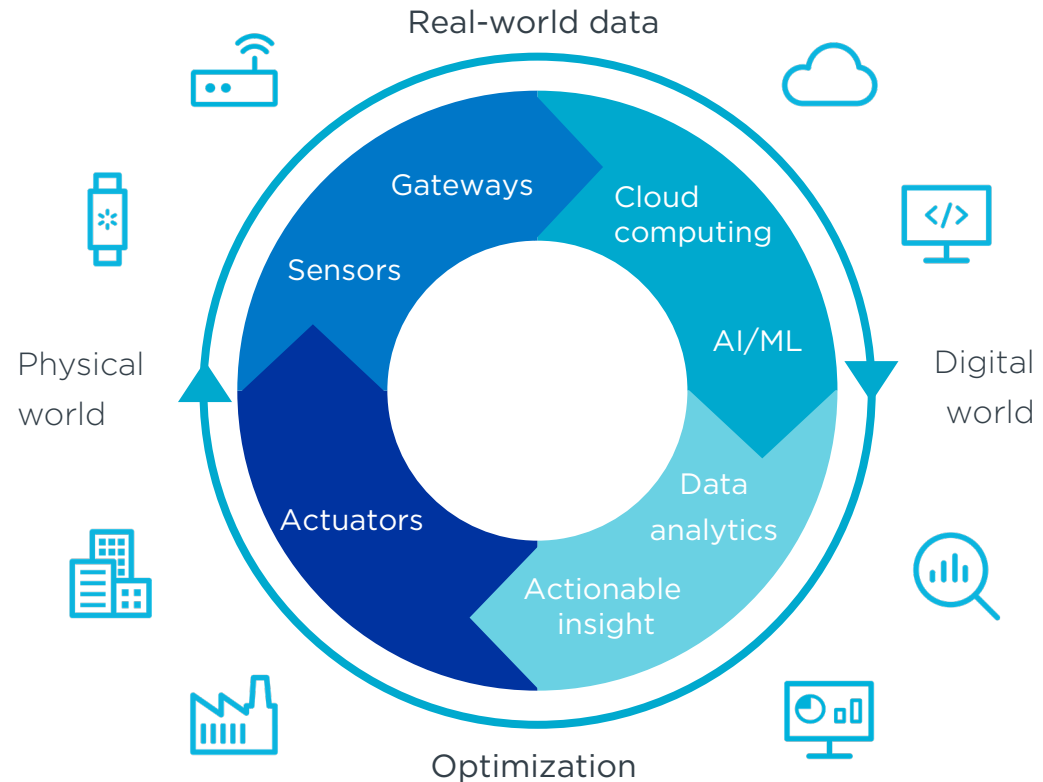 Real-world data
Gateways
Cloud
computing
</>
Sensors
AI/ML
Physical
world
Digital
world
Data
analytics
Actuators
Actionable
insight
Optimization